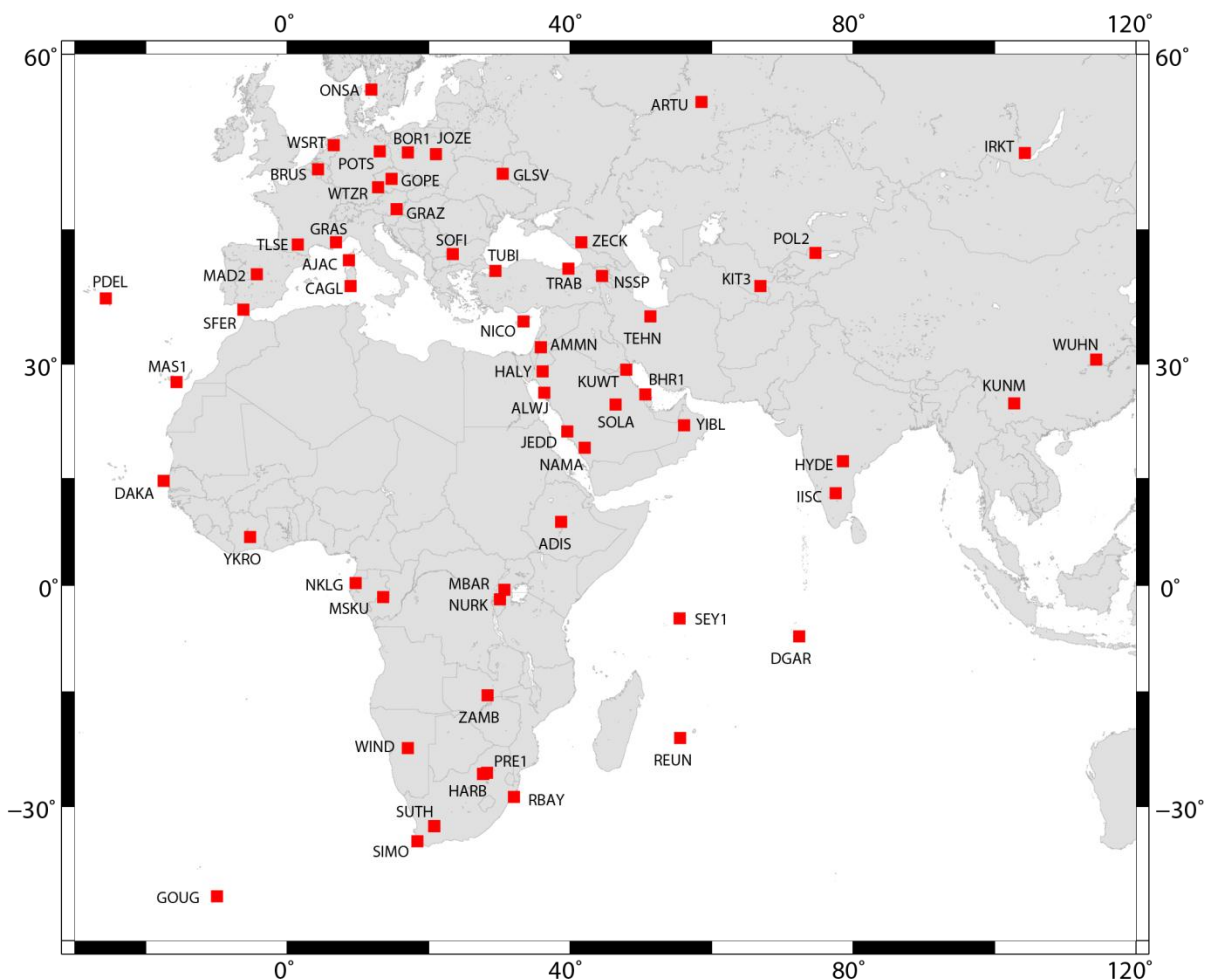 0° 40° 80° 120°
60° 60°
ONSA
ARTU
WSRT BOR1 JOZE
IRKT
POTS
BRUS GOPE GLSV
WTZR
GRAZ
GRAS
TLSE SOFI ZECK POL2
AJAC TUBI
MAD2 TRAB NSSP KIT3
PDEL CAGL
SFER NICO TEHN
AMMN WUHN
30° MAS1 HALY KUWT 30°
BHR1 KUNM
ALWJ SOLA
JEDD YIBL
NAMA HYDE
DAKA IISC
ADIS
YKRO
0° NKLG MBAR 0°
MSKU NURK
SEY1
DGAR
ZAMB
WIND REUN
PRE1
HARB
−30° SUTH RBAY −30°
SIMO
GOUG
0° 40° 80° 120°